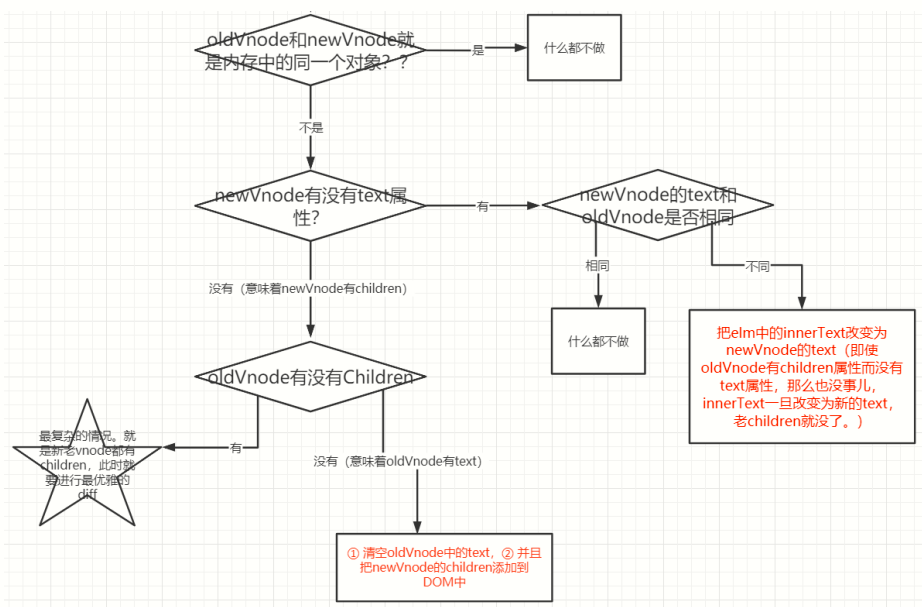 oldVnode和newVnode就
是内存中的同一个对象？？
是
什么都不做
不是
newVnode有没有text属
性？
有
newVnode的text和
oldVnode是否相同
相同
不同
没有（意味着newVnode有children）
什么都不做
把elm中的innerText改变为
newVnode的text（即使
oldVnode有children属性而没有
text属性，那么也没事儿，
innerText一旦改变为新的text，
老children就没了。）
oldVnode有没有Children
有
最复杂的情况。就
是新老vnode都有
children，此时就
要进行最优雅的
diff
没有（意味着oldVnode有text）
① 清空oldVnode中的text，② 并且
把newVnode的children添加到
DOM中